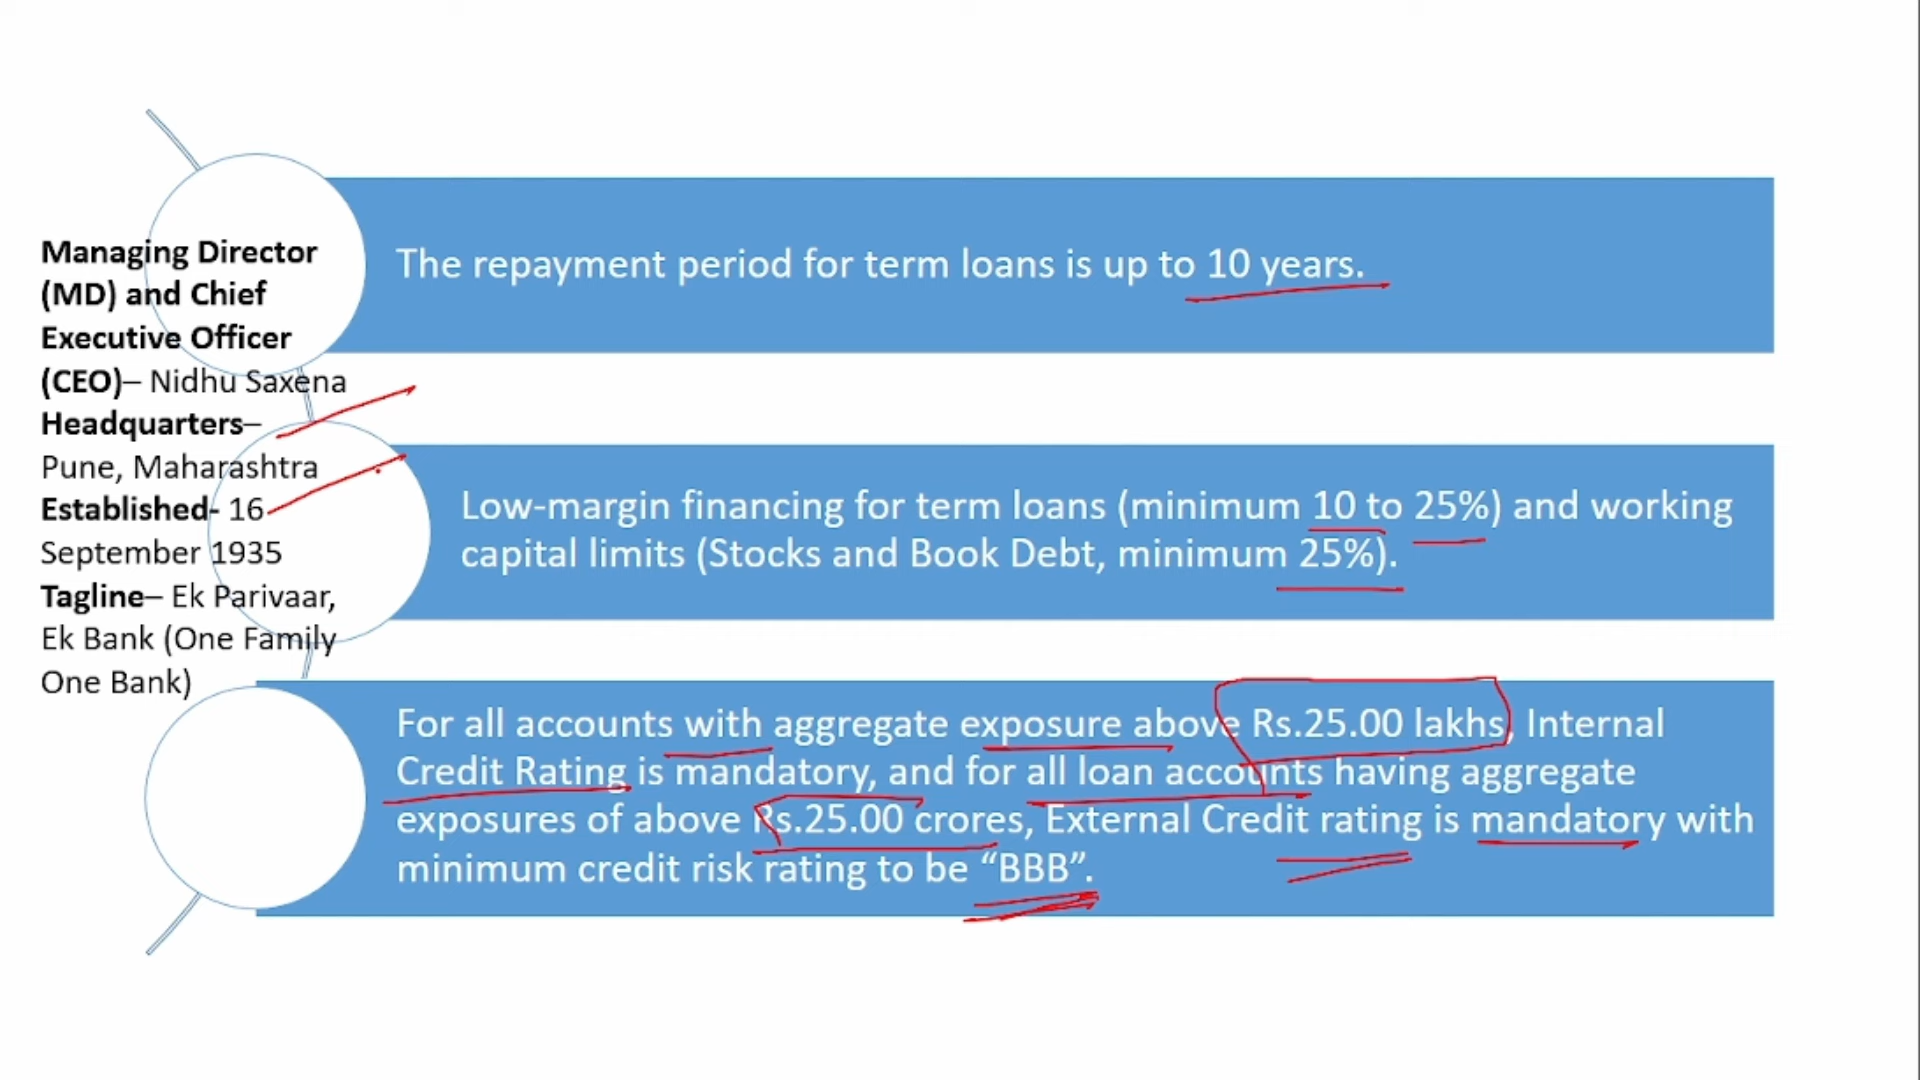 Managing Director
(MD) and Chief
Executive Officer
(CEO)– Nidhu Saxena
Headquarters–
Pune, Maharashtra
Established- 16
September 1935
Tagline– Ek Parivaar,
Ek Bank (One Family
One Bank)
The repayment period for term loans is up to 10 years.
Low-margin financing for term loans (minimum 10 to 25%) and working
capital limits (Stocks and Book Debt, minimum 25%).
For all accounts with aggregate exposure above Rs.25.00 lakhs, Internal
Credit Rating is mandatory, and for all loan accounts having aggregate
exposures of above Rs.25.00 crores, External Credit rating is mandatory with
minimum credit risk rating to be “BBB”.